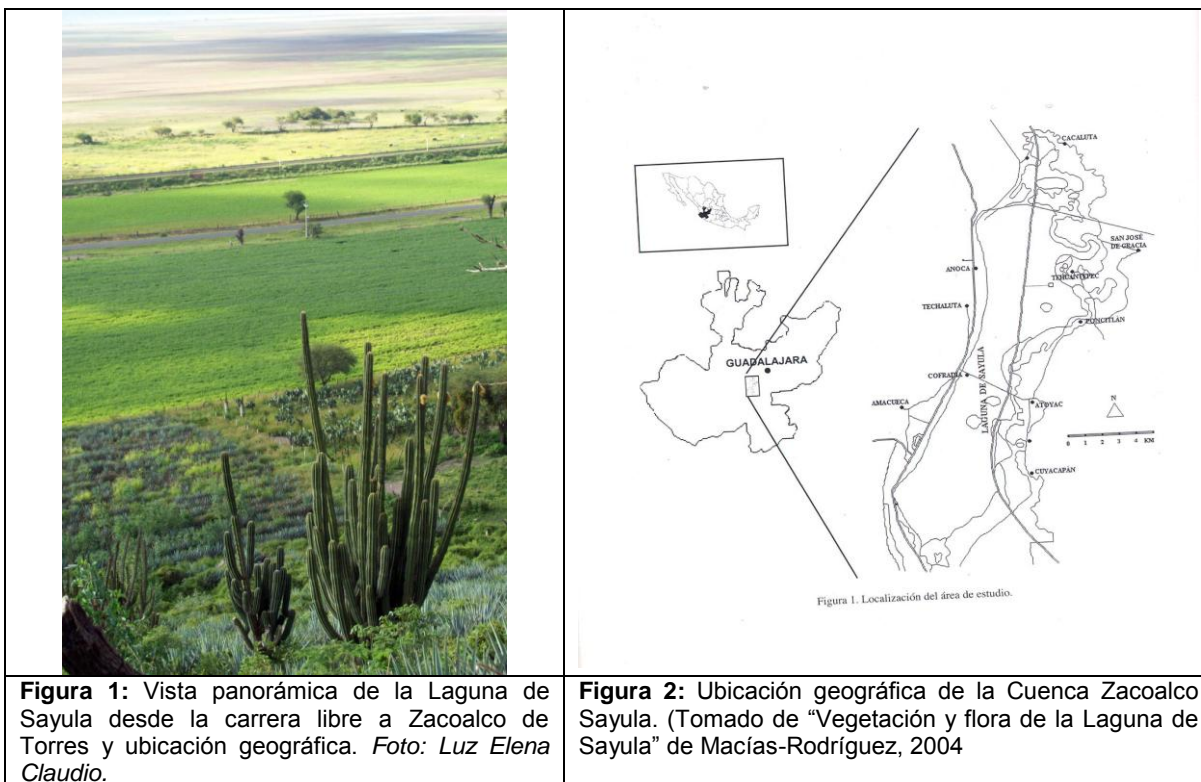 CACALUTA
SAN JOSÉ
DE GRACIA
ANOCA
TEHUANTEPEC
TECHALUTA
PONCITLÁN
GUADALAJARA
LAGUNA DE SAYULA
COFRADIA
AMACUECA
ATOYAC
N
0 1 2 3 4 KM
CUYACAPÁN
Figura 1. Localización del área de estudio.
Figura 1: Vista panorámica de la Laguna de
Sayula desde la carrera libre a Zacoalco de
Torres y ubicación geográfica. Foto: Luz Elena
Claudio.
Figura 2: Ubicación geográfica de la Cuenca Zacoalco
Sayula. (Tomado de “Vegetación y flora de la Laguna de
Sayula” de Macías-Rodríguez, 2004